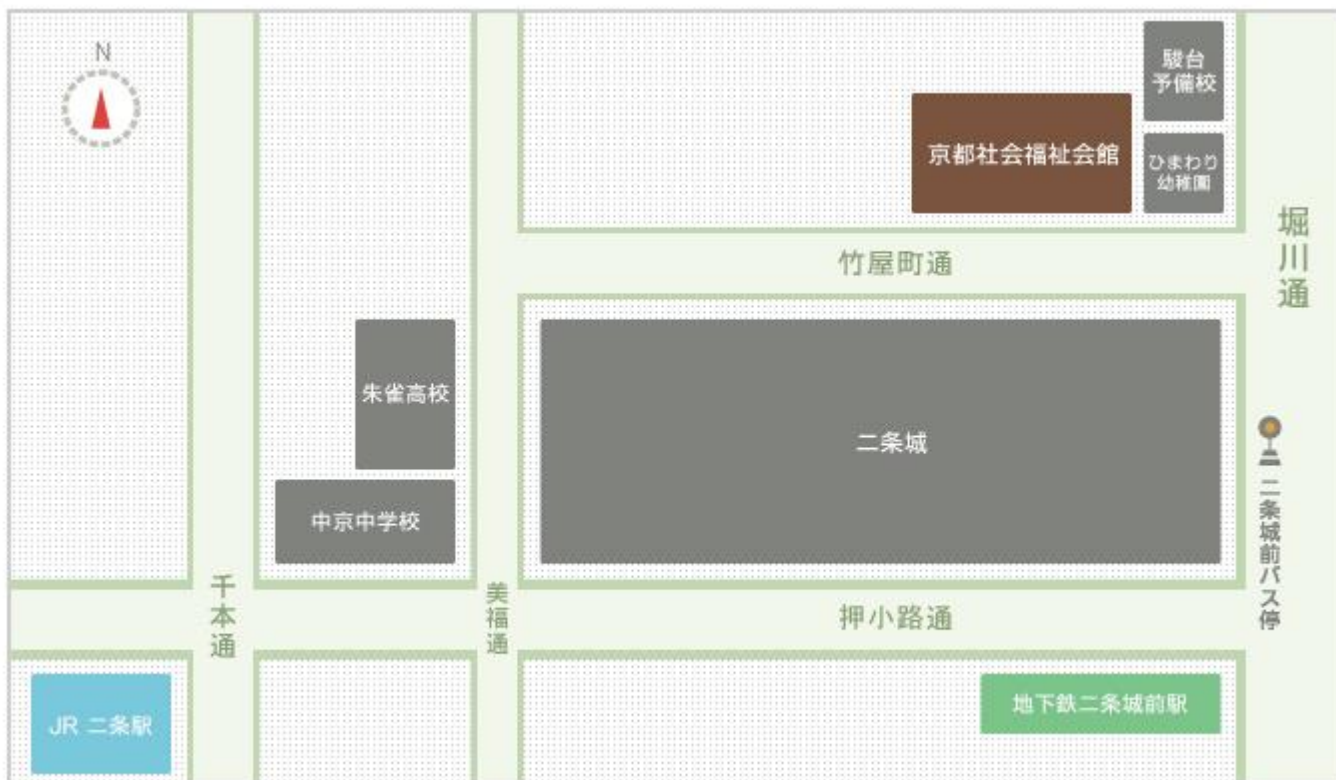 N
駿台
予備校
京都社会福祉会館
ひまわり
幼稚園
堀川通
竹屋町通
朱雀高校
二条城
中京中学校
二条城前バス停
千本通
美福通
押小路通
JR 二条駅
地下鉄二条城前駅